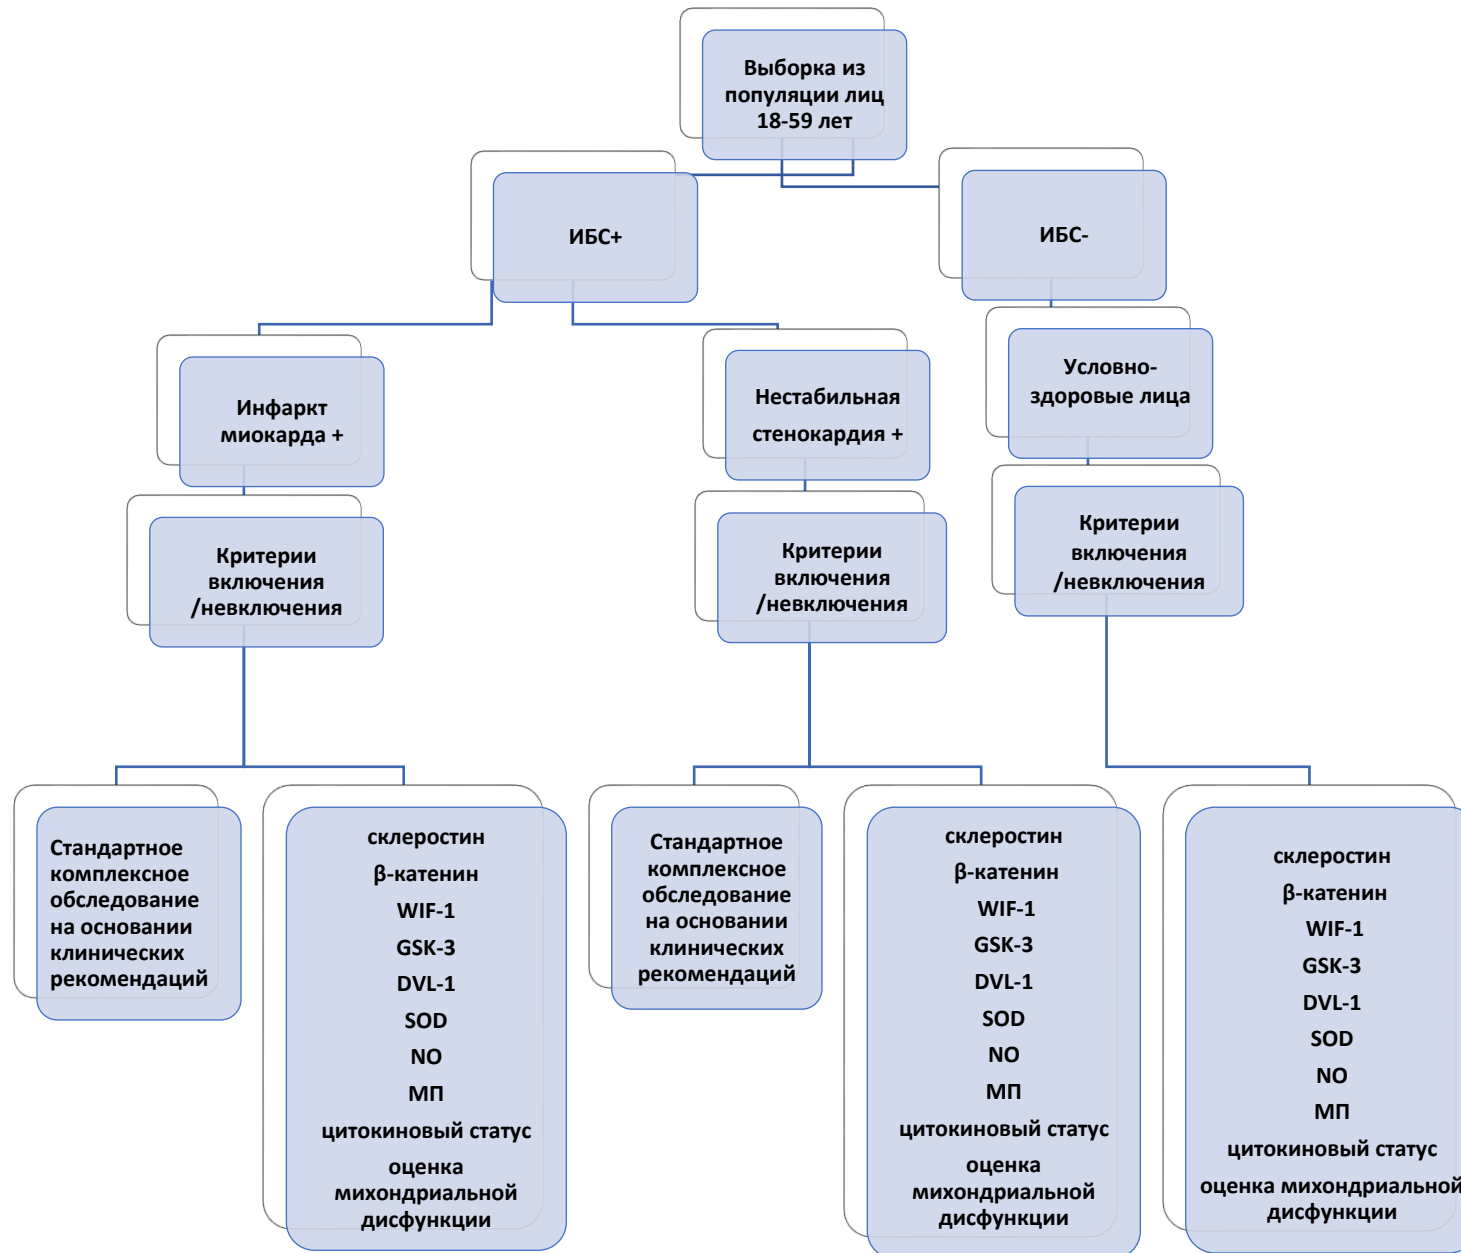 Выборка из
популяции лиц
18-59 лет
ИБС+
ИБС-
Инфаркт
миокарда +
Нестабильная
стенокардия +
Условно-
здоровые лица
Критерии
включения
/невключения
Критерии
включения
/невключения
Критерии
включения
/невключения
Стандартное
комплексное
обследование
на основании
клинических
рекомендаций
склеростин
β-катенин
WIF-1
GSK-3
DVL-1
SOD
NO
МП
цитокиновый статус
оценка
михондриальной
дисфункции
Стандартное
комплексное
обследование
на основании
клинических
рекомендаций
склеростин
β-катенин
WIF-1
GSK-3
DVL-1
SOD
NO
МП
цитокиновый статус
оценка
михондриальной
дисфункции
склеростин
β-катенин
WIF-1
GSK-3
DVL-1
SOD
NO
МП
цитокиновый статус
оценка михондриальной
дисфункции